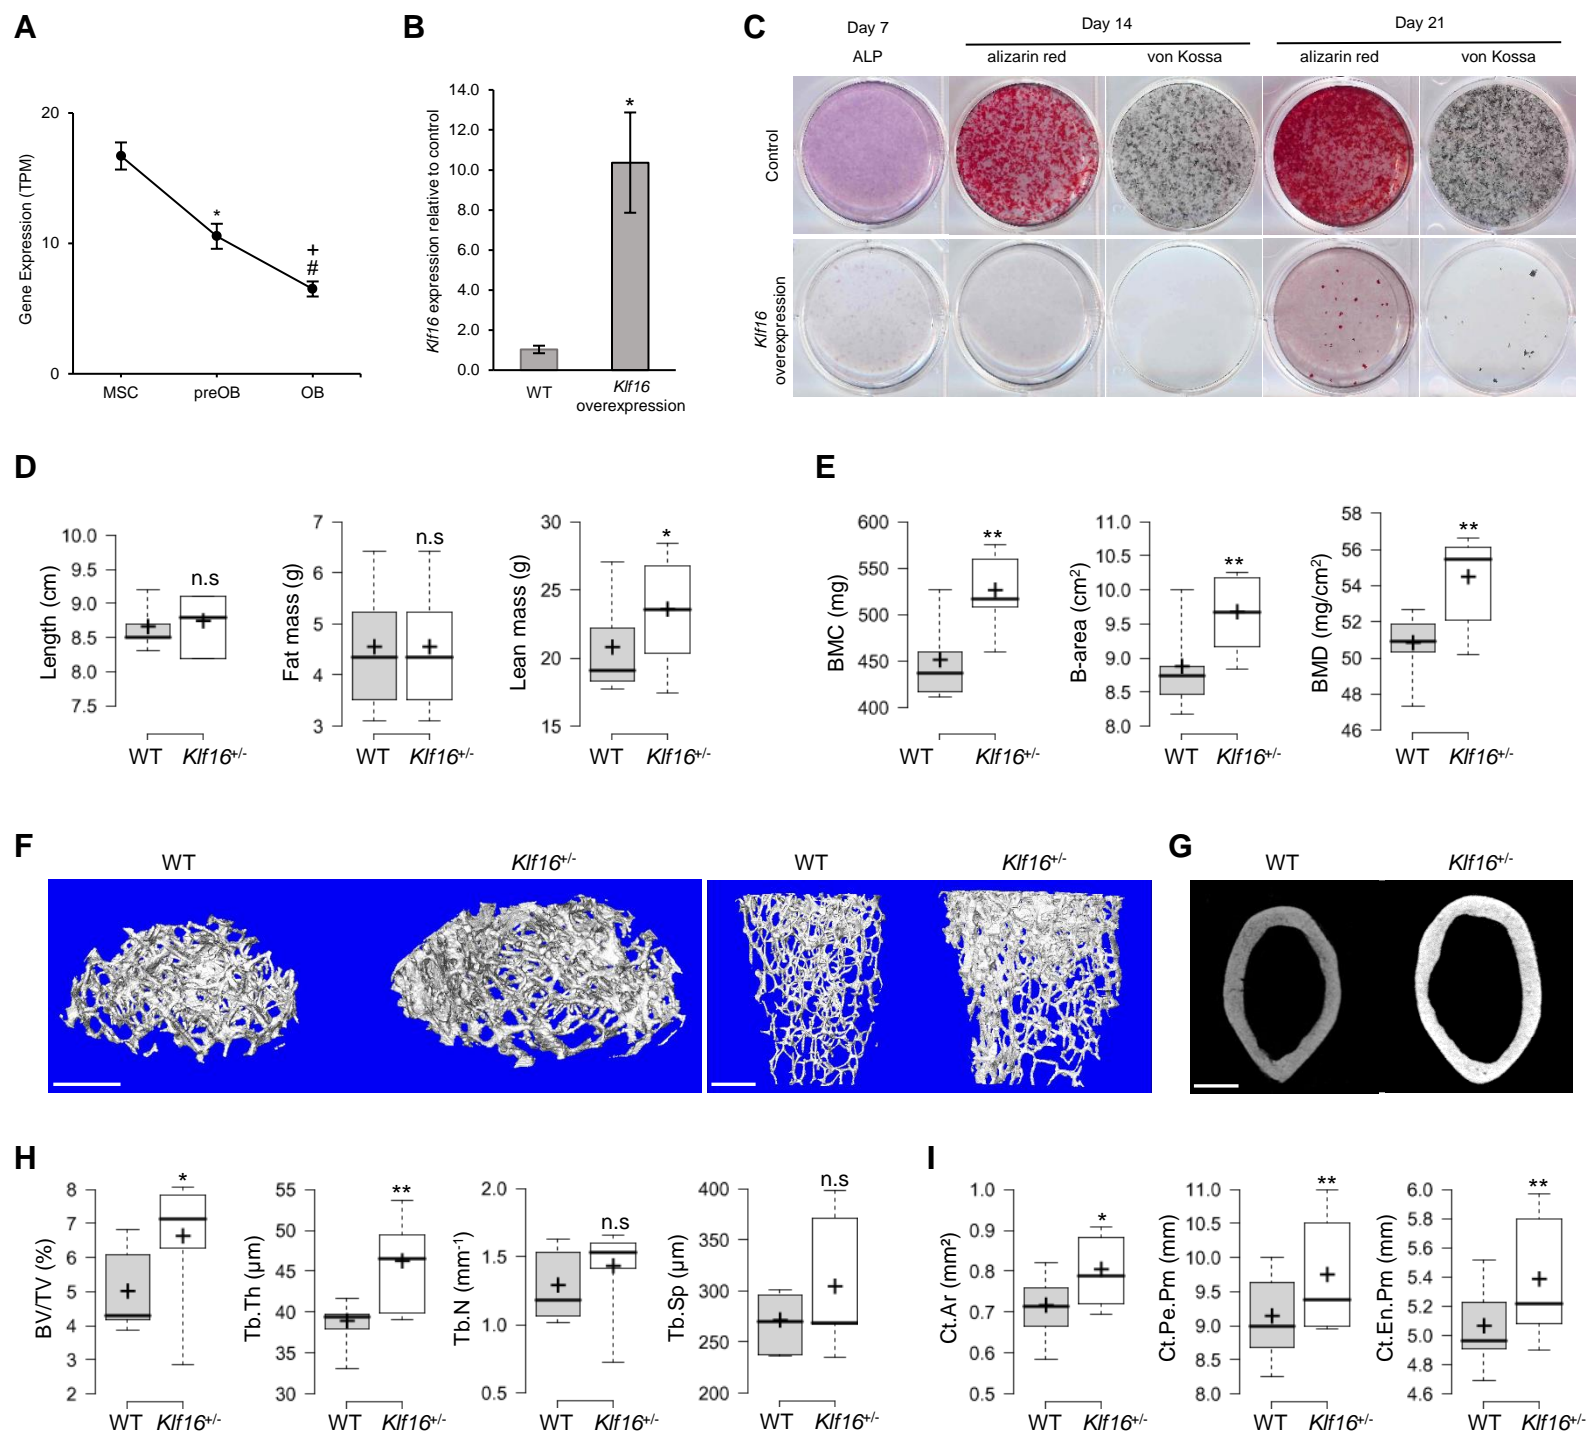 A
Gene Expression (TPM)
20
10
0
*
+
#
MSC preOB OB
B
Klf16 expression relative to control
14.0
12.0
10.0
8.0
6.0
4.0
2.0
0.0
*
WT Klf16
overexpression
C
Day 7 Day 14 Day 21
ALP alizarin red von Kossa alizarin red von Kossa
Control
Klf16
overexpression
D
Length (cm)
10.0
9.5
9.0
8.5
8.0
7.5
n.s
WT Klf16+/-
Fat mass (g)
7
6
5
4
3
n.s
WT Klf16+/-
Lean mass (g)
30
25
20
15
*
WT Klf16+/-
E
BMC (mg)
600
550
500
450
400
**
WT Klf16+/-
B-area (cm²)
11.0
10.5
10.0
9.5
9.0
8.5
8.0
**
WT Klf16+/-
BMD (mg/cm²)
58
56
54
52
50
48
46
**
WT Klf16+/-
F
WT Klf16+/- WT Klf16+/-
G
WT Klf16+/-
H
BV/TV (%)
8
7
6
5
4
3
2
*
WT Klf16+/-
Tb.Th (µm)
55
50
45
40
35
30
**
WT Klf16+/-
Tb.N (mm⁻¹)
2.0
1.5
1.0
0.5
n.s
WT Klf16+/-
Tb.Sp (µm)
400
350
300
250
200
n.s
WT Klf16+/-
I
Ct.Ar (mm²)
1.0
0.9
0.8
0.7
0.6
0.5
*
WT Klf16+/-
Ct.Pe.Pm (mm)
11.0
10.5
10.0
9.5
9.0
8.5
8.0
**
WT Klf16+/-
Ct.En.Pm (mm)
6.0
5.8
5.6
5.4
5.2
5.0
4.8
4.6
**
WT Klf16+/-